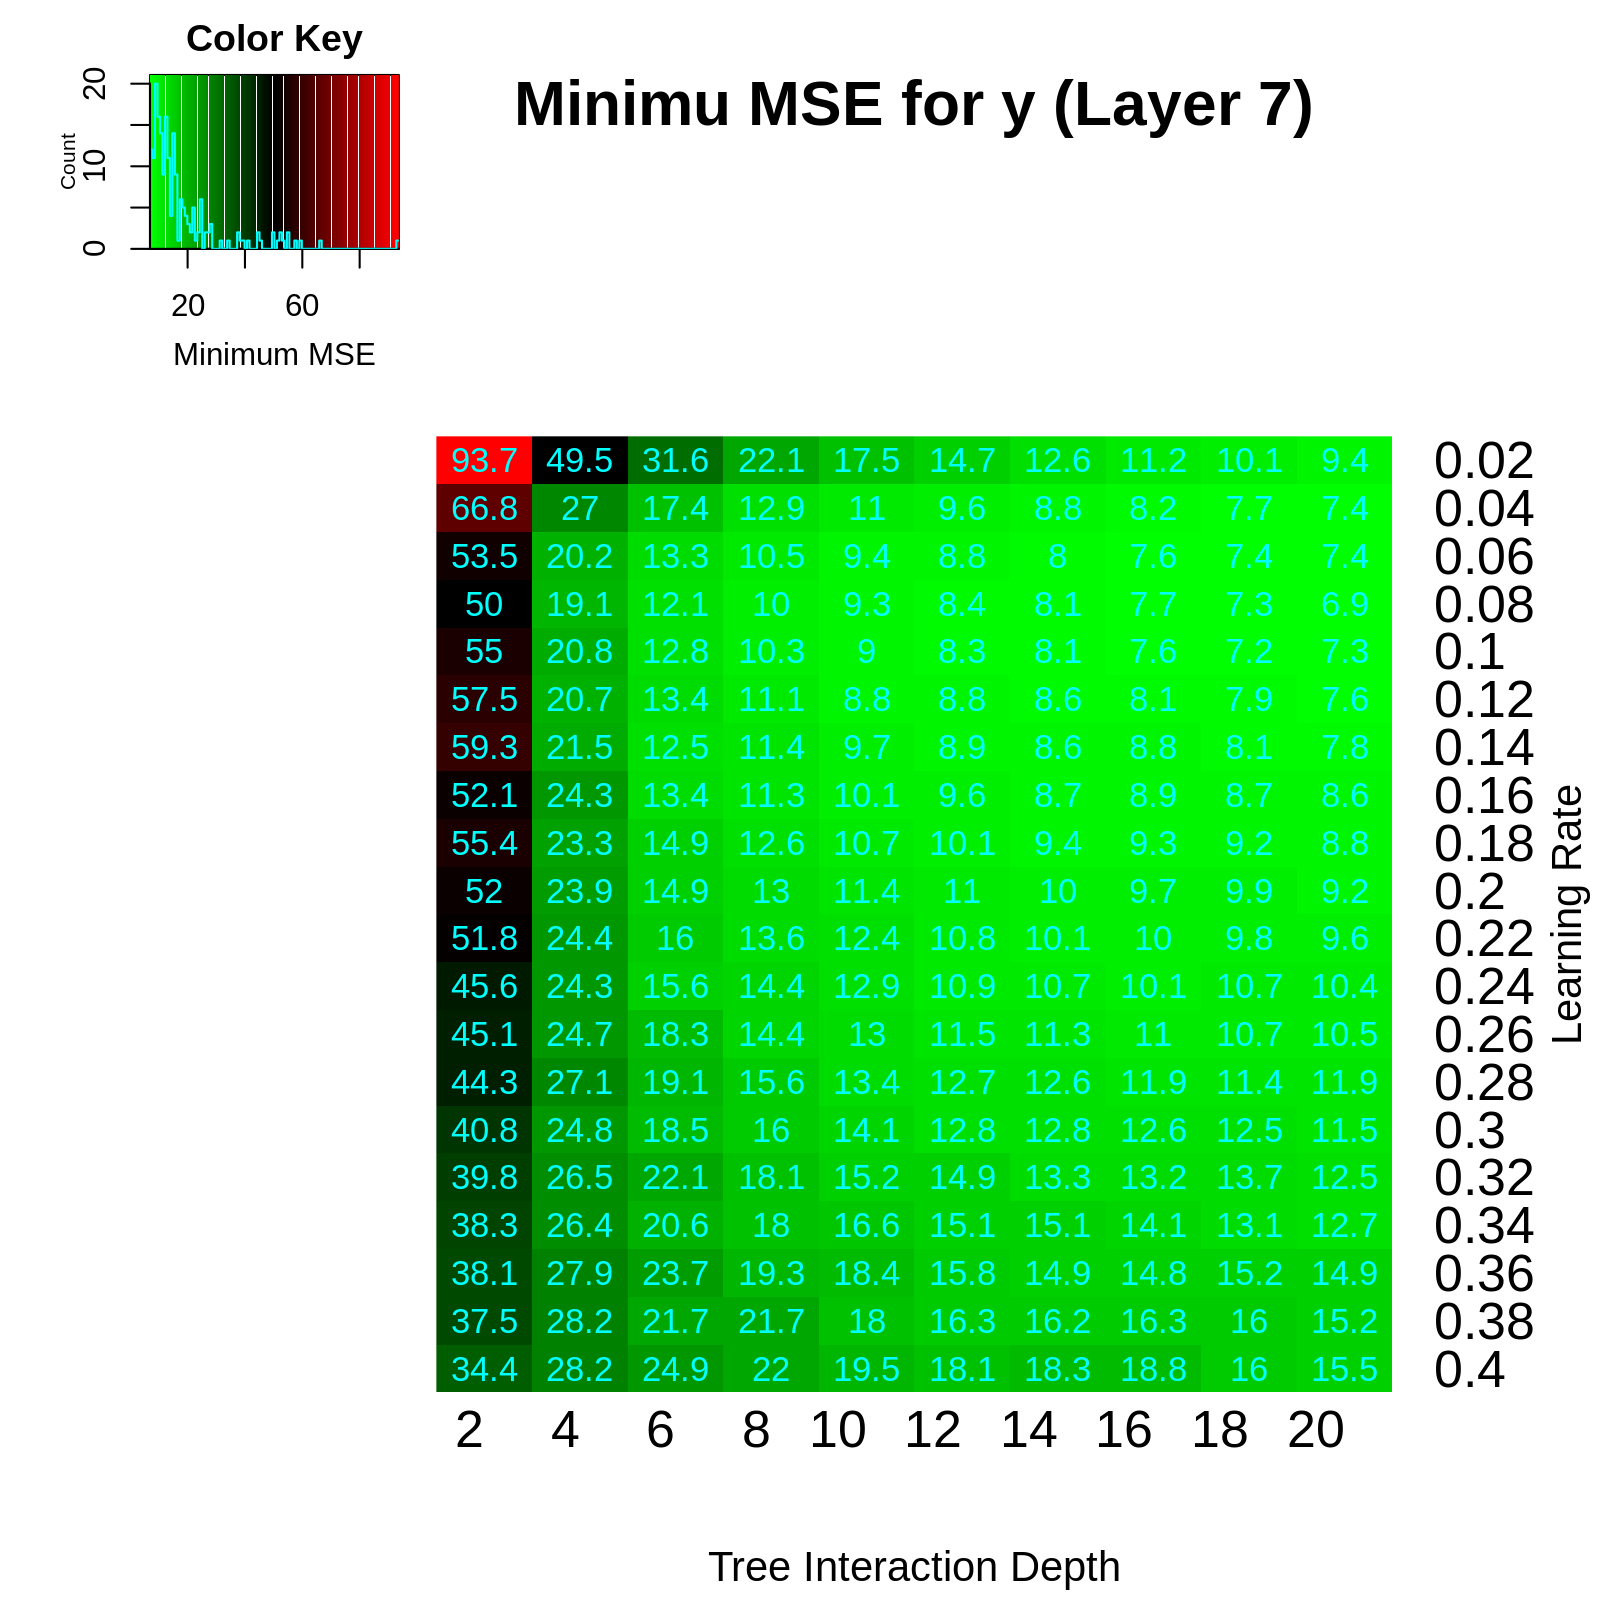 Color Key
Minimu MSE for y (Layer 7)
Count
0 10 20
20 60
Minimum MSE
93.7 49.5 31.6 22.1 17.5 14.7 12.6 11.2 10.1 9.4 0.02
66.8 27 17.4 12.9 11 9.6 8.8 8.2 7.7 7.4 0.04
53.5 20.2 13.3 10.5 9.4 8.8 8 7.6 7.4 7.4 0.06
50 19.1 12.1 10 9.3 8.4 8.1 7.7 7.3 6.9 0.08
55 20.8 12.8 10.3 9 8.3 8.1 7.6 7.2 7.3 0.1
57.5 20.7 13.4 11.1 8.8 8.8 8.6 8.1 7.9 7.6 0.12
59.3 21.5 12.5 11.4 9.7 8.9 8.6 8.8 8.1 7.8 0.14
52.1 24.3 13.4 11.3 10.1 9.6 8.7 8.9 8.7 8.6 0.16
55.4 23.3 14.9 12.6 10.7 10.1 9.4 9.3 9.2 8.8 0.18
52 23.9 14.9 13 11.4 11 10 9.7 9.9 9.2 0.2
51.8 24.4 16 13.6 12.4 10.8 10.1 10 9.8 9.6 0.22
45.6 24.3 15.6 14.4 12.9 10.9 10.7 10.1 10.7 10.4 0.24
45.1 24.7 18.3 14.4 13 11.5 11.3 11 10.7 10.5 0.26
44.3 27.1 19.1 15.6 13.4 12.7 12.6 11.9 11.4 11.9 0.28
40.8 24.8 18.5 16 14.1 12.8 12.8 12.6 12.5 11.5 0.3
39.8 26.5 22.1 18.1 15.2 14.9 13.3 13.2 13.7 12.5 0.32
38.3 26.4 20.6 18 16.6 15.1 15.1 14.1 13.1 12.7 0.34
38.1 27.9 23.7 19.3 18.4 15.8 14.9 14.8 15.2 14.9 0.36
37.5 28.2 21.7 21.7 18 16.3 16.2 16.3 16 15.2 0.38
34.4 28.2 24.9 22 19.5 18.1 18.3 18.8 16 15.5 0.4
Learning Rate
2 4 6 8 10 12 14 16 18 20
Tree Interaction Depth